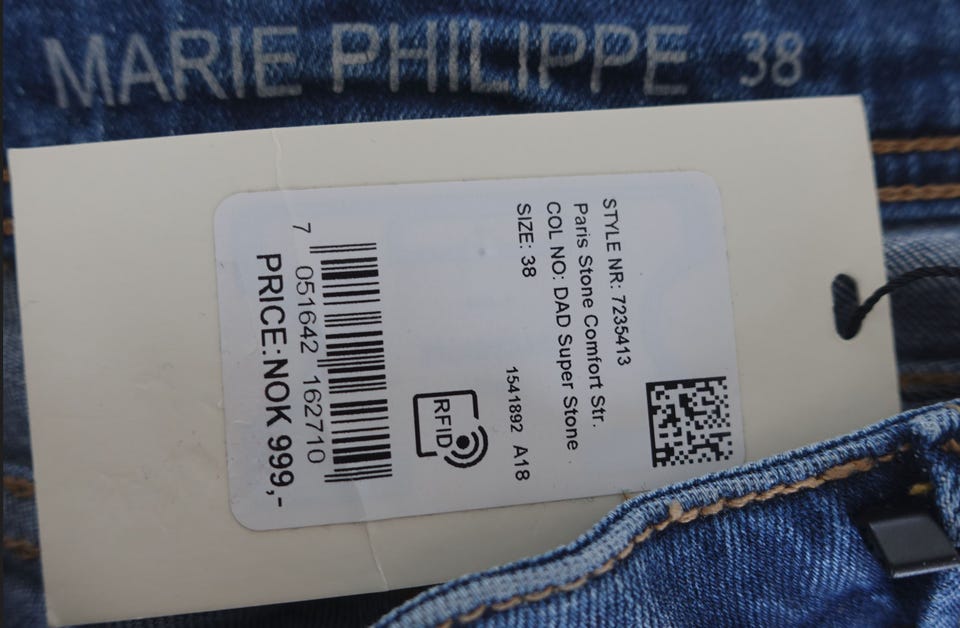 MARIE PHILIPPE 38
STYLE NR: 7235413
Paris Stone Comfort Str.
COL NO: DAD Super Stone
SIZE: 38
1541892 A18
RFID
7 051642 162710
PRICE:NOK 999,-